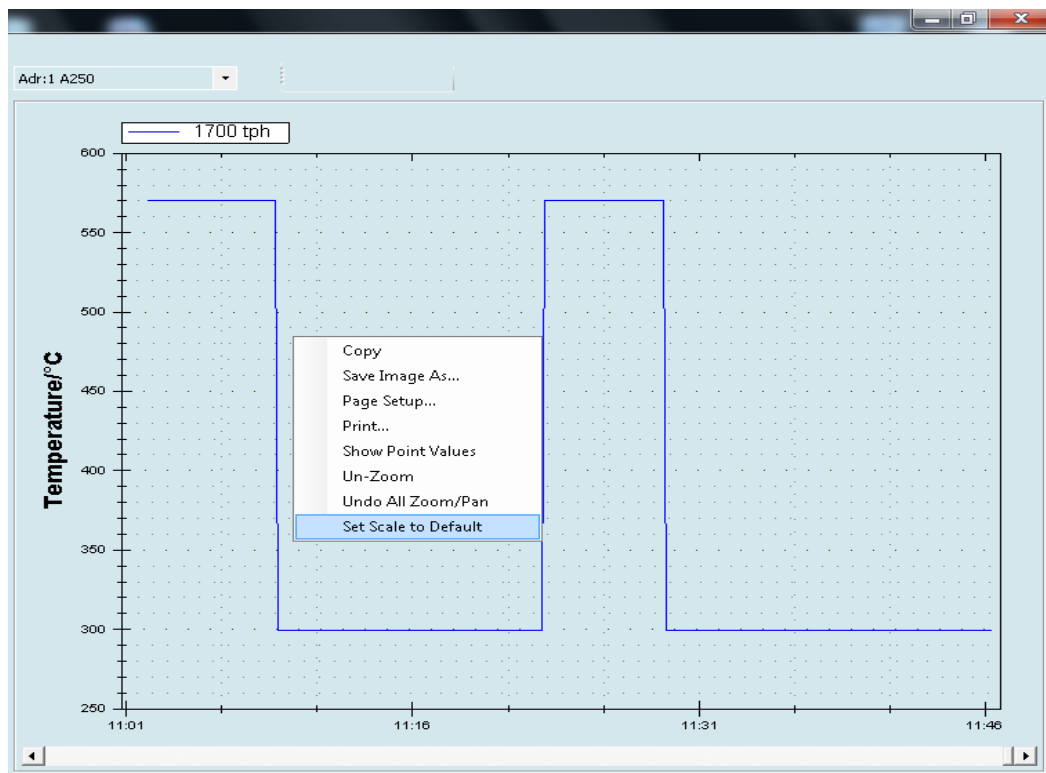 Adr:1 A250
1700 tph
600
550
500
450
400
350
300
250
Temperature/°C
Copy
Save Image As...
Page Setup...
Print...
Show Point Values
Un-Zoom
Undo All Zoom/Pan
Set Scale to Default
11:01 11:16 11:31 11:46